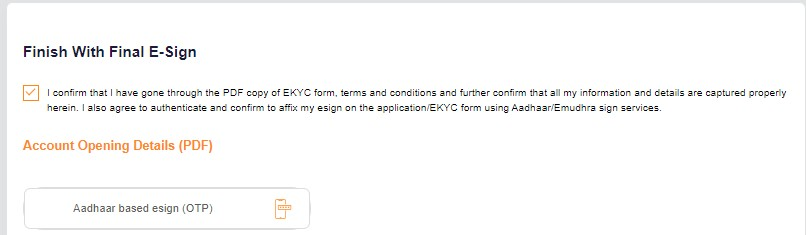 Finish With Final E-Sign
I confirm that I have gone through the PDF copy of EKYC form, terms and conditions and further confirm that all my information and details are captured properly
herein. I also agree to authenticate and confirm to affix my esign on the application/EKYC form using Aadhaar/Emudhra sign services.
Account Opening Details (PDF)
Aadhaar based esign (OTP)